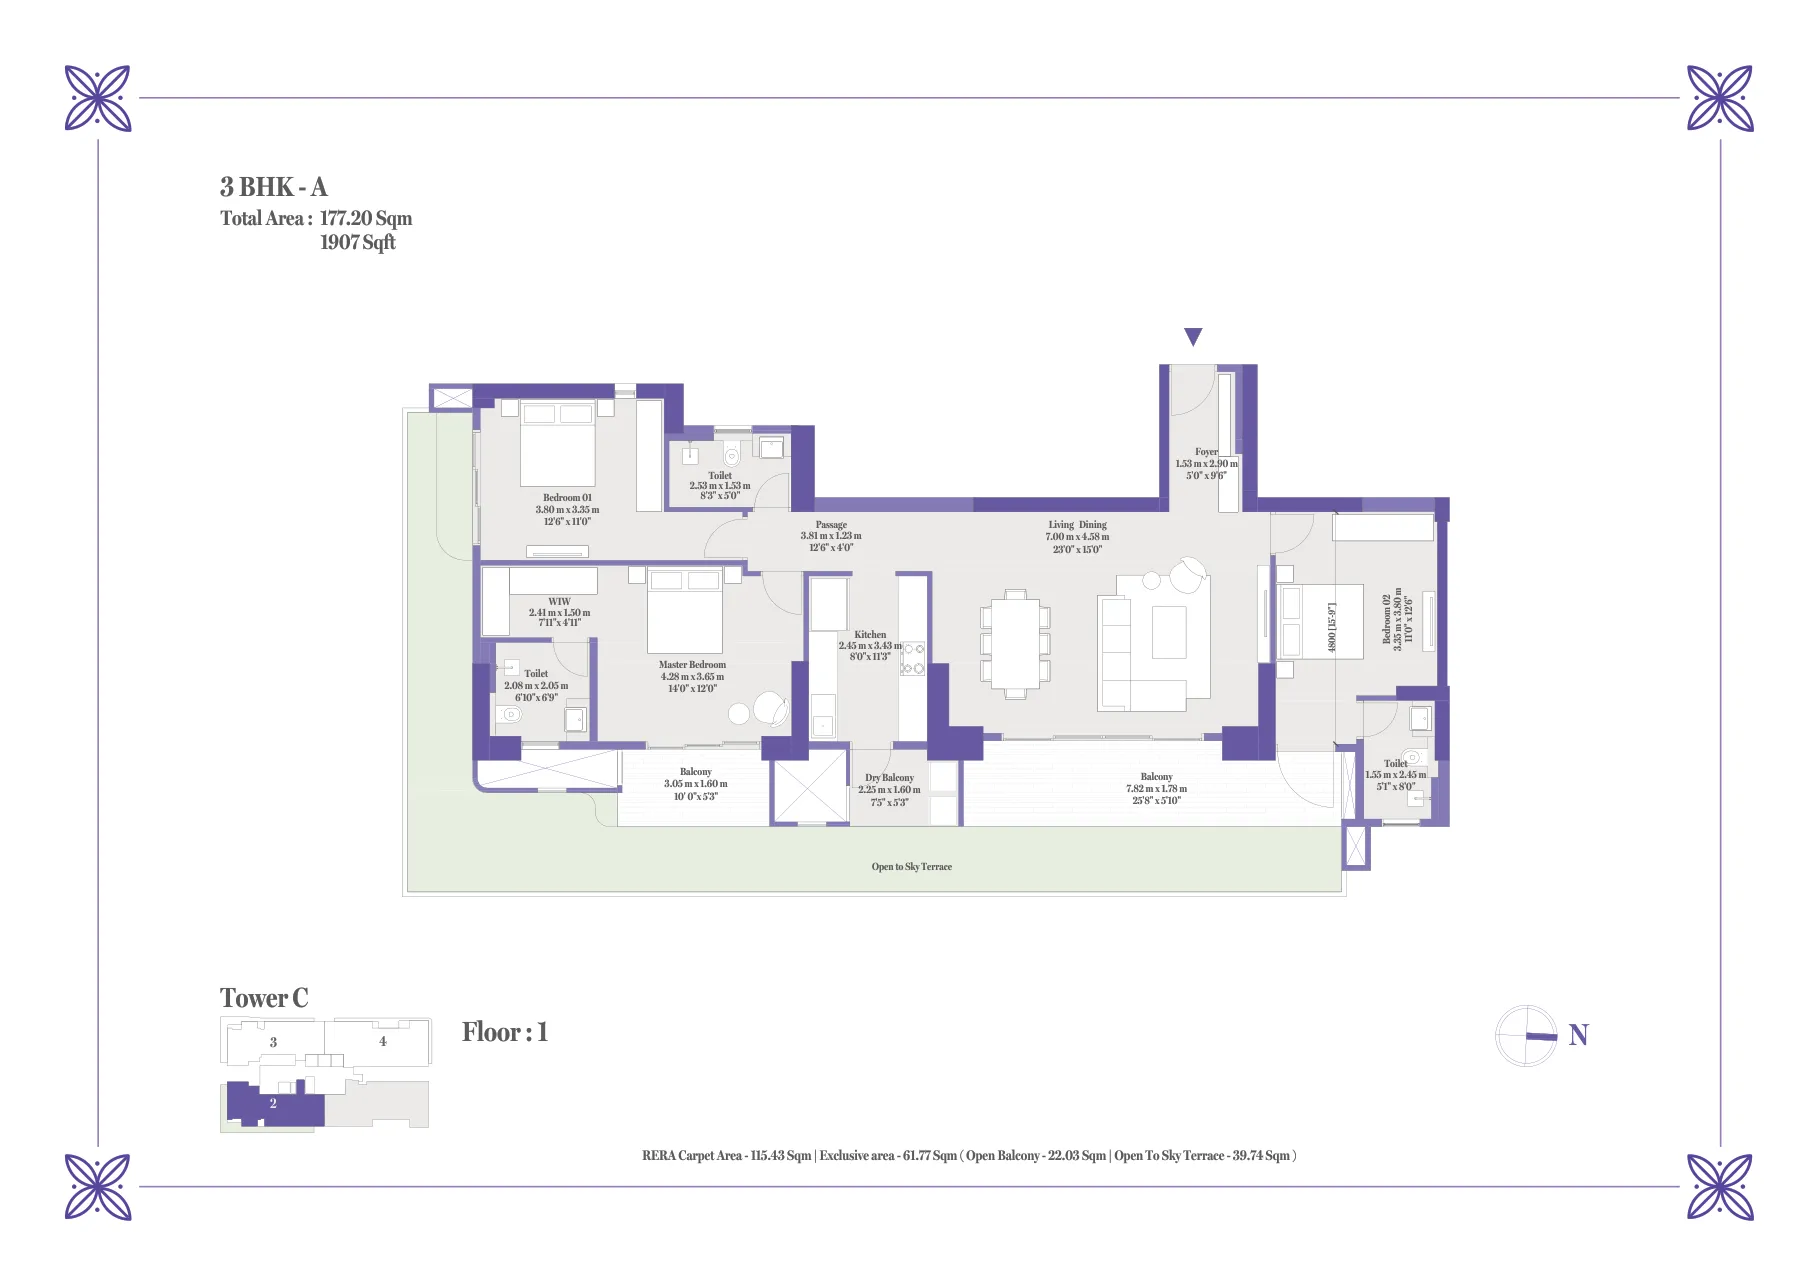 3 BHK - A
Total Area : 177.20 Sqm
1907 Sqft
Foyer
1.53 m x 2.90 m
5'0" x 9'6"
Toilet
2.53 m x 1.53 m
8'3" x 5'0"
Bedroom 01
3.80 m x 3.35 m
12'6" x 11'0"
Passage
3.81 m x 1.23 m
12'6" x 4'0"
Living Dining
7.00 m x 4.58 m
23'0" x 15'0"
WIW
2.41 m x 1.50 m
7'11" x 4'11"
Kitchen
2.45 m x 3.43 m
8'0" x 11'3"
4800 [15'-9"]
Bedroom 02
3.35 m x 3.80 m
11'0" x 12'6"
Master Bedroom
4.28 m x 3.65 m
14'0" x 12'0"
Toilet
2.08 m x 2.05 m
6'10" x 6'9"
Balcony
3.05 m x 1.60 m
10' 0" x 5'3"
Dry Balcony
2.25 m x 1.60 m
7'5" x 5'3"
Balcony
7.82 m x 1.78 m
25'8" x 5'10"
Toilet
1.55 m x 2.45 m
5'1" x 8'0"
Open to Sky Terrace
Tower C
Floor : 1
3
4
2
N
RERA Carpet Area - 115.43 Sqm | Exclusive area - 61.77 Sqm ( Open Balcony - 22.03 Sqm | Open To Sky Terrace - 39.74 Sqm )